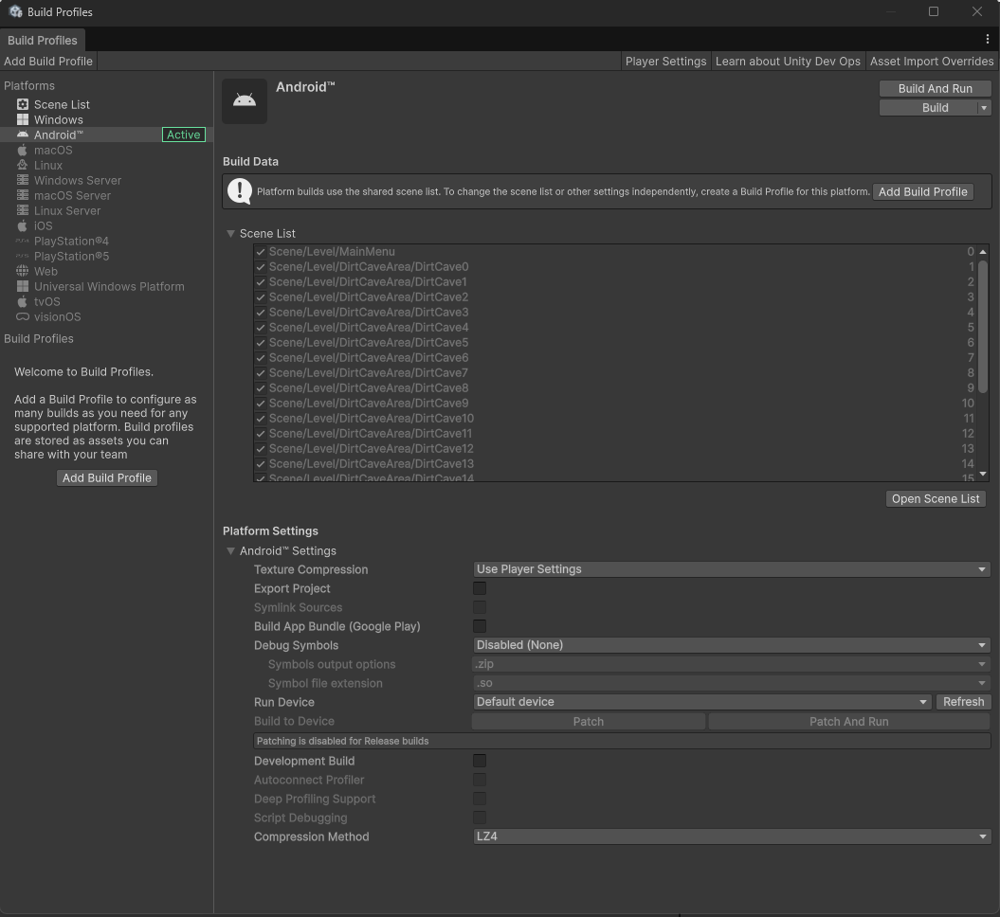 Build Profiles
Build Profiles
Add Build Profile
Player Settings
Learn about Unity Dev Ops
Asset Import Overrides
Platforms
Scene List
Windows
Android™
Active
macOS
Linux
Windows Server
macOS Server
Linux Server
iOS
PlayStation®4
PlayStation®5
Web
Universal Windows Platform
tvOS
visionOS
Build Profiles
Welcome to Build Profiles.
Add a Build Profile to configure as
many builds as you need for any
supported platform. Build profiles
are stored as assets you can
share with your team
Add Build Profile
Android™
Build And Run
Build
Build Data
Platform builds use the shared scene list. To change the scene list or other settings independently, create a Build Profile for this platform.
Add Build Profile
Scene List
Scene/Level/MainMenu 0
Scene/Level/DirtCaveArea/DirtCave0 1
Scene/Level/DirtCaveArea/DirtCave1 2
Scene/Level/DirtCaveArea/DirtCave2 3
Scene/Level/DirtCaveArea/DirtCave3 4
Scene/Level/DirtCaveArea/DirtCave4 5
Scene/Level/DirtCaveArea/DirtCave5 6
Scene/Level/DirtCaveArea/DirtCave6 7
Scene/Level/DirtCaveArea/DirtCave7 8
Scene/Level/DirtCaveArea/DirtCave8 9
Scene/Level/DirtCaveArea/DirtCave9 10
Scene/Level/DirtCaveArea/DirtCave10 11
Scene/Level/DirtCaveArea/DirtCave11 12
Scene/Level/DirtCaveArea/DirtCave12 13
Scene/Level/DirtCaveArea/DirtCave13 14
Scene/Level/DirtCaveArea/DirtCave14 15
Open Scene List
Platform Settings
Android™ Settings
Texture Compression Use Player Settings
Export Project
Symlink Sources
Build App Bundle (Google Play)
Debug Symbols Disabled (None)
Symbols output options .zip
Symbol file extension .so
Run Device Default device Refresh
Build to Device Patch Patch And Run
Patching is disabled for Release builds
Development Build
Autoconnect Profiler
Deep Profiling Support
Script Debugging
Compression Method LZ4